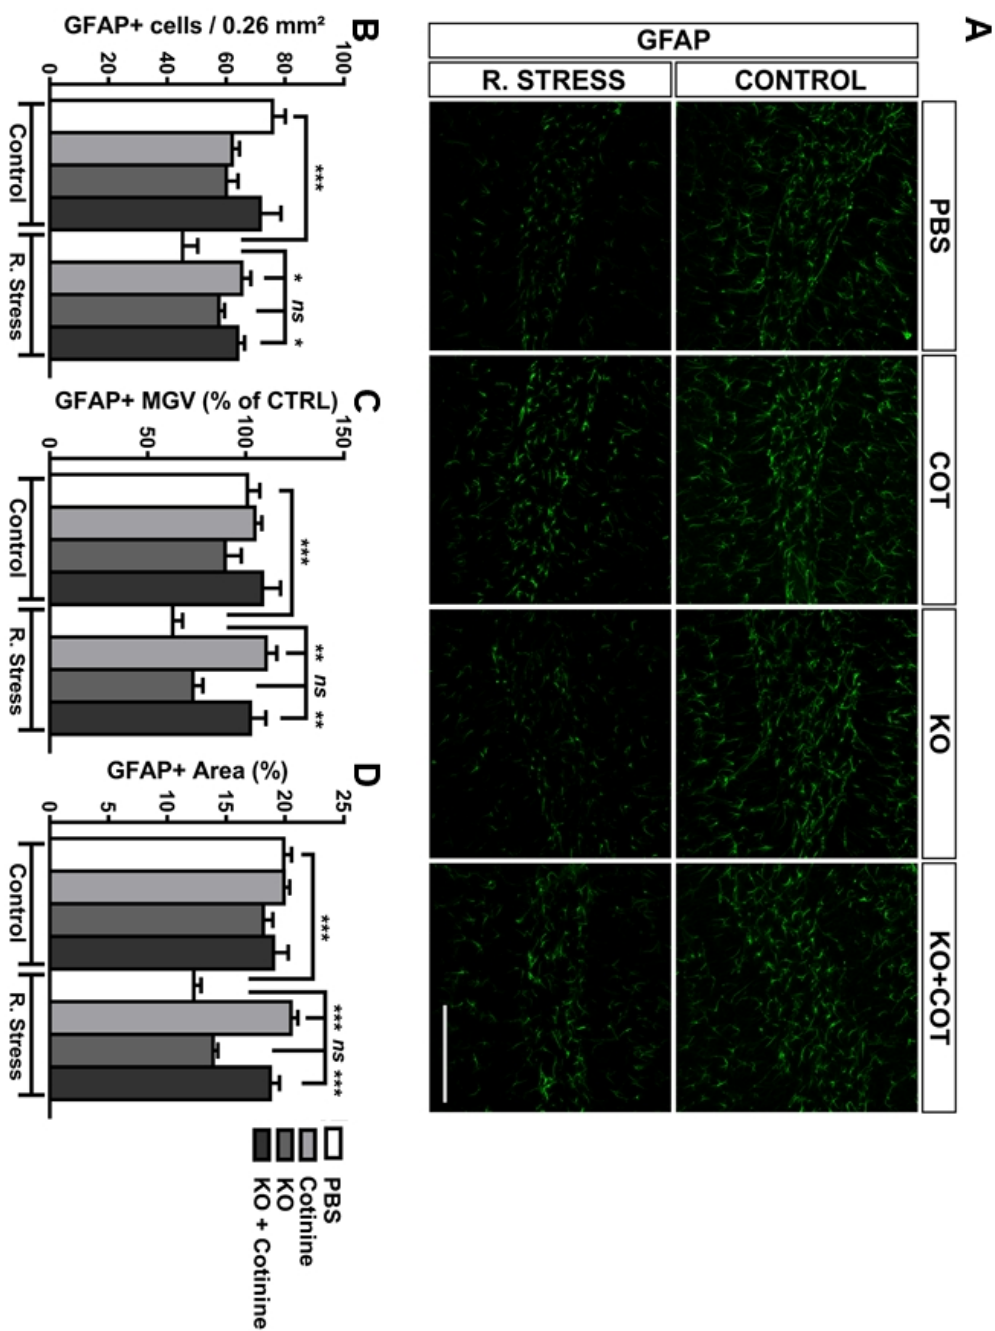 A
PBS
COT
KO
KO+COT
GFAP
CONTROL
R. STRESS
B
GFAP+ cells / 0.26 mm²
100
80
60
40
20
0
***
* ns *
Control
R. Stress
C
GFAP+ MGV (% of CTRL)
150
100
50
0
***
** ns **
Control
R. Stress
D
GFAP+ Area (%)
25
20
15
10
5
0
***
*** ns ***
Control
R. Stress
PBS
Cotinine
KO
KO + Cotinine